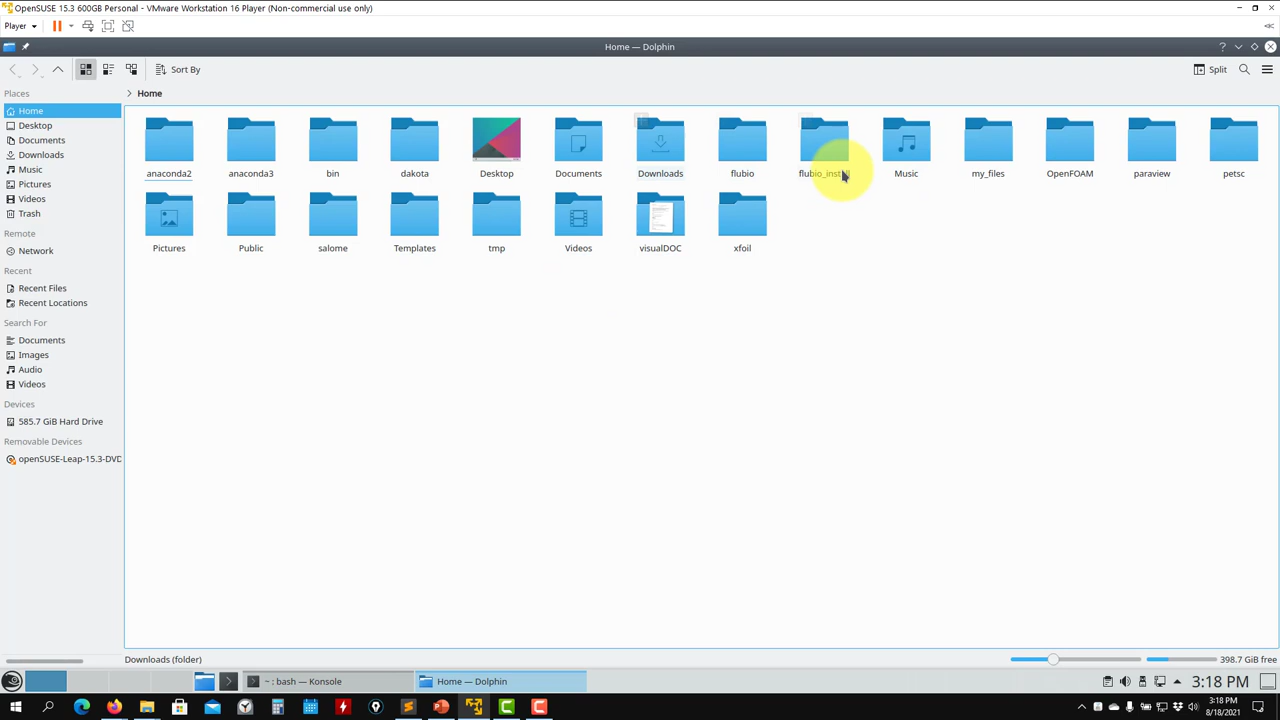 OpenSUSE 15.3 600GB Personal - VMware Workstation 16 Player (Non-commercial use only)
Player
Home — Dolphin
Sort By
Split
Places
Home
Home
Desktop
Documents
Downloads
Music
Pictures
Videos
Trash
Remote
Network
Recent
Recent Files
Recent Locations
Search For
Documents
Images
Audio
Videos
Devices
585.7 GiB Hard Drive
Removable Devices
openSUSE-Leap-15.3-DVD
anaconda2 anaconda3 bin dakota Desktop Documents Downloads flubio flubio_install Music my_files OpenFOAM paraview petsc
Pictures Public salome Templates tmp Videos visualDOC xfoil
Downloads (folder)
398.7 GiB free
~ : bash — Konsole
Home — Dolphin
3:18 PM
3:18 PM
8/18/2021